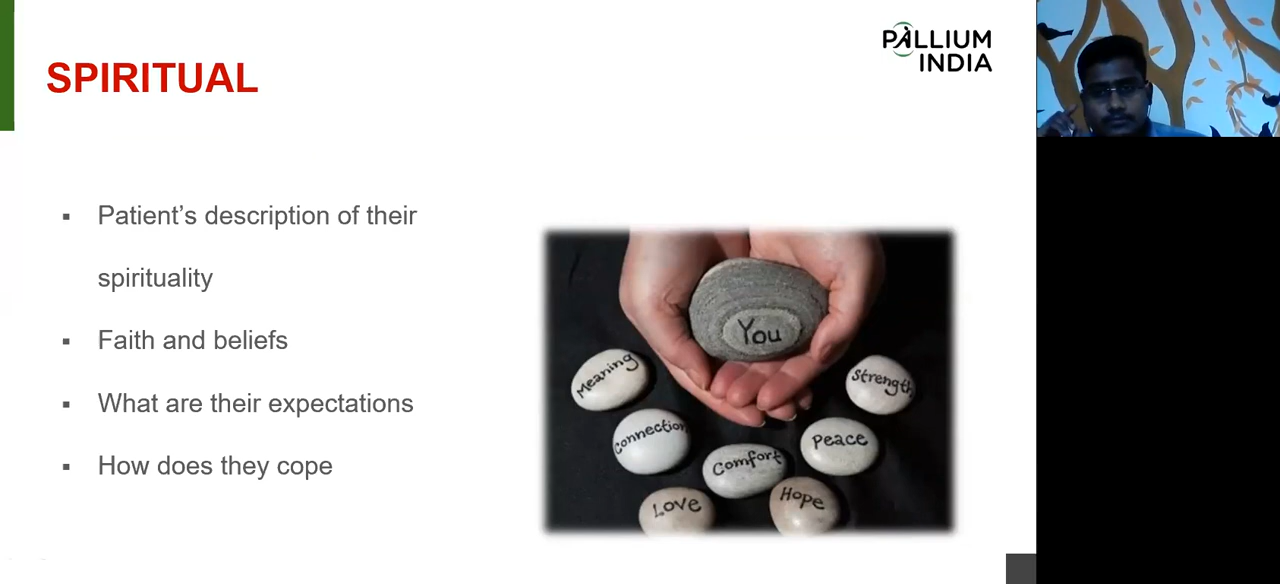 PALLIUM
INDIA
SPIRITUAL
▪ Patient’s description of their
spirituality
▪ Faith and beliefs
▪ What are their expectations
▪ How does they cope
You
Meaning
Strength
Connection
Peace
Comfort
Love
Hope